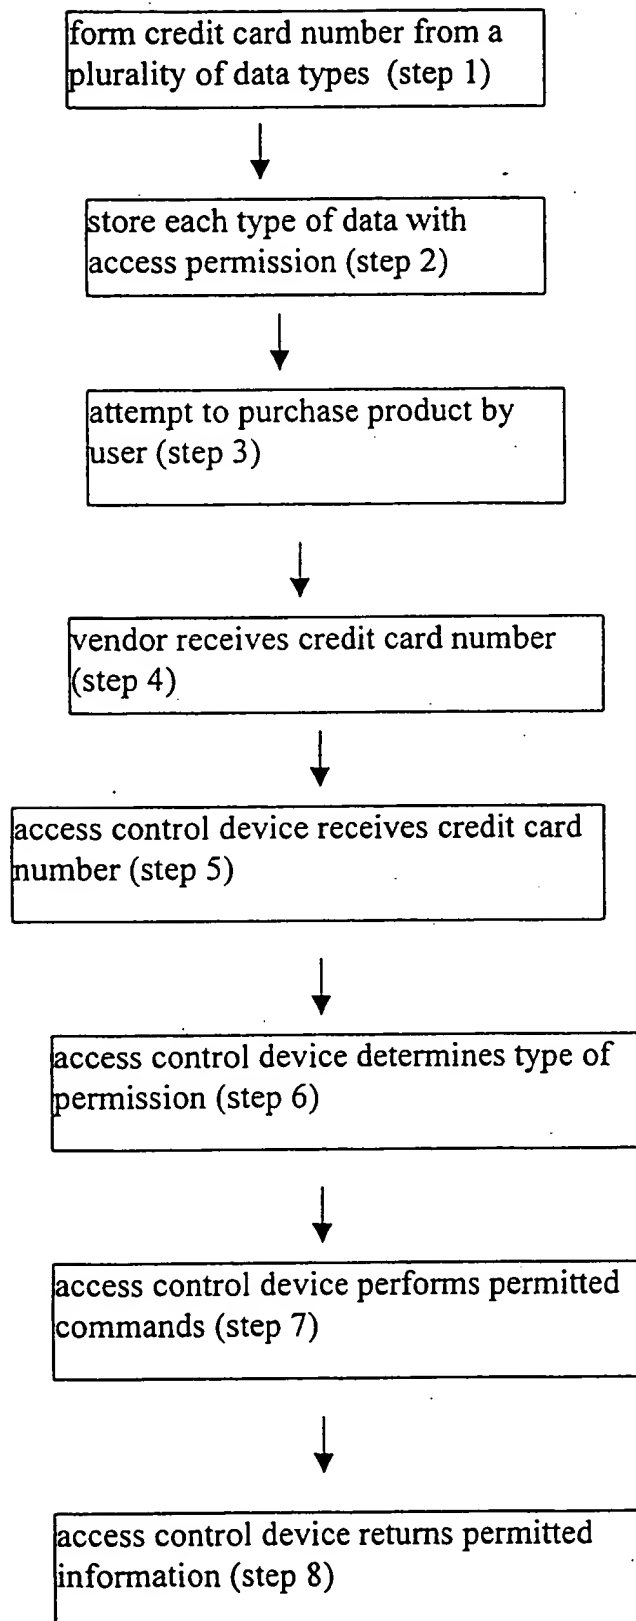 form credit card number from a
plurality of data types (step 1)
store each type of data with
access permission (step 2)
attempt to purchase product by
user (step 3)
vendor receives credit card number
(step 4)
access control device receives credit card
number (step 5)
access control device determines type of
permission (step 6)
access control device performs permitted
commands (step 7)
access control device returns permitted
information (step 8)